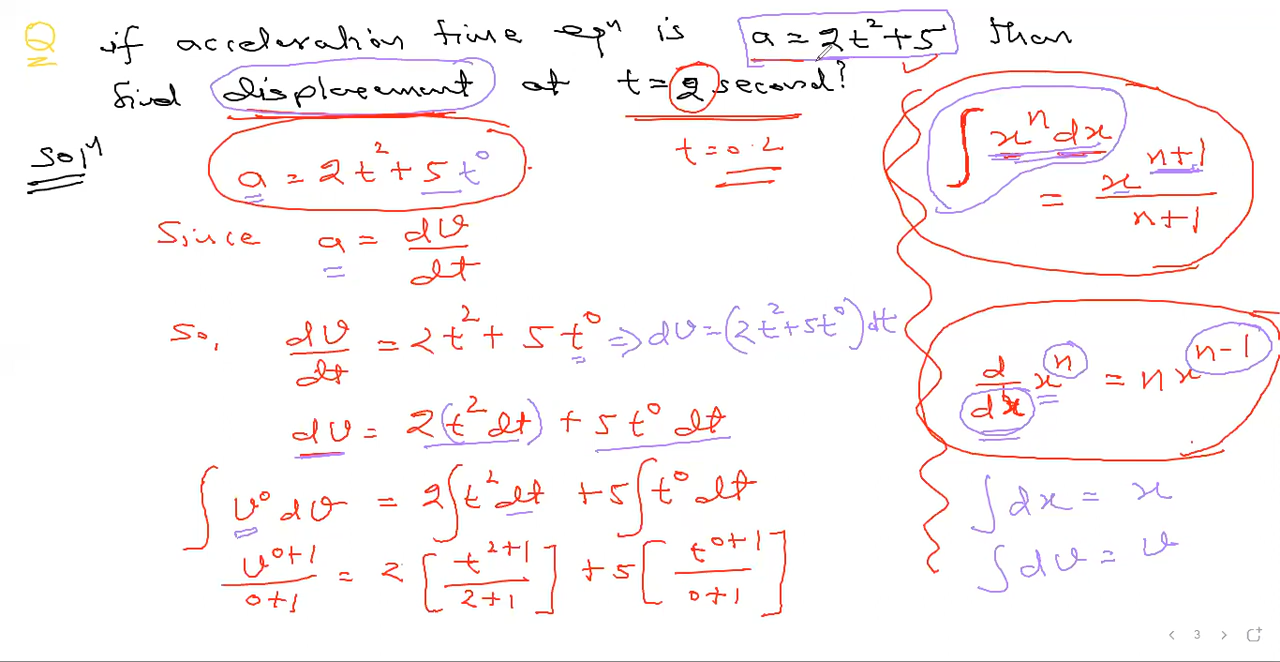 Q if acceleration time eqⁿ is a = 2t² + 5 than
find displacement at t = 2 second?
Solⁿ
t = 0.2
a = 2t² + 5t⁰
Since a = dv/dt
So, dv/dt = 2t² + 5t⁰ ⇒ dv = (2t² + 5t⁰) dt
dv = 2(t² dt) + 5t⁰ dt
∫ v⁰ dv = 2∫ t² dt + 5∫ t⁰ dt
v⁰⁺¹/0+1 = 2 [t²⁺¹/2+1] + 5 [t⁰⁺¹/0+1]
∫ xⁿ dx
= xⁿ⁺¹/n+1
d/dx xⁿ = n xⁿ⁻¹
∫ dx = x
∫ dv = v
< 3 >